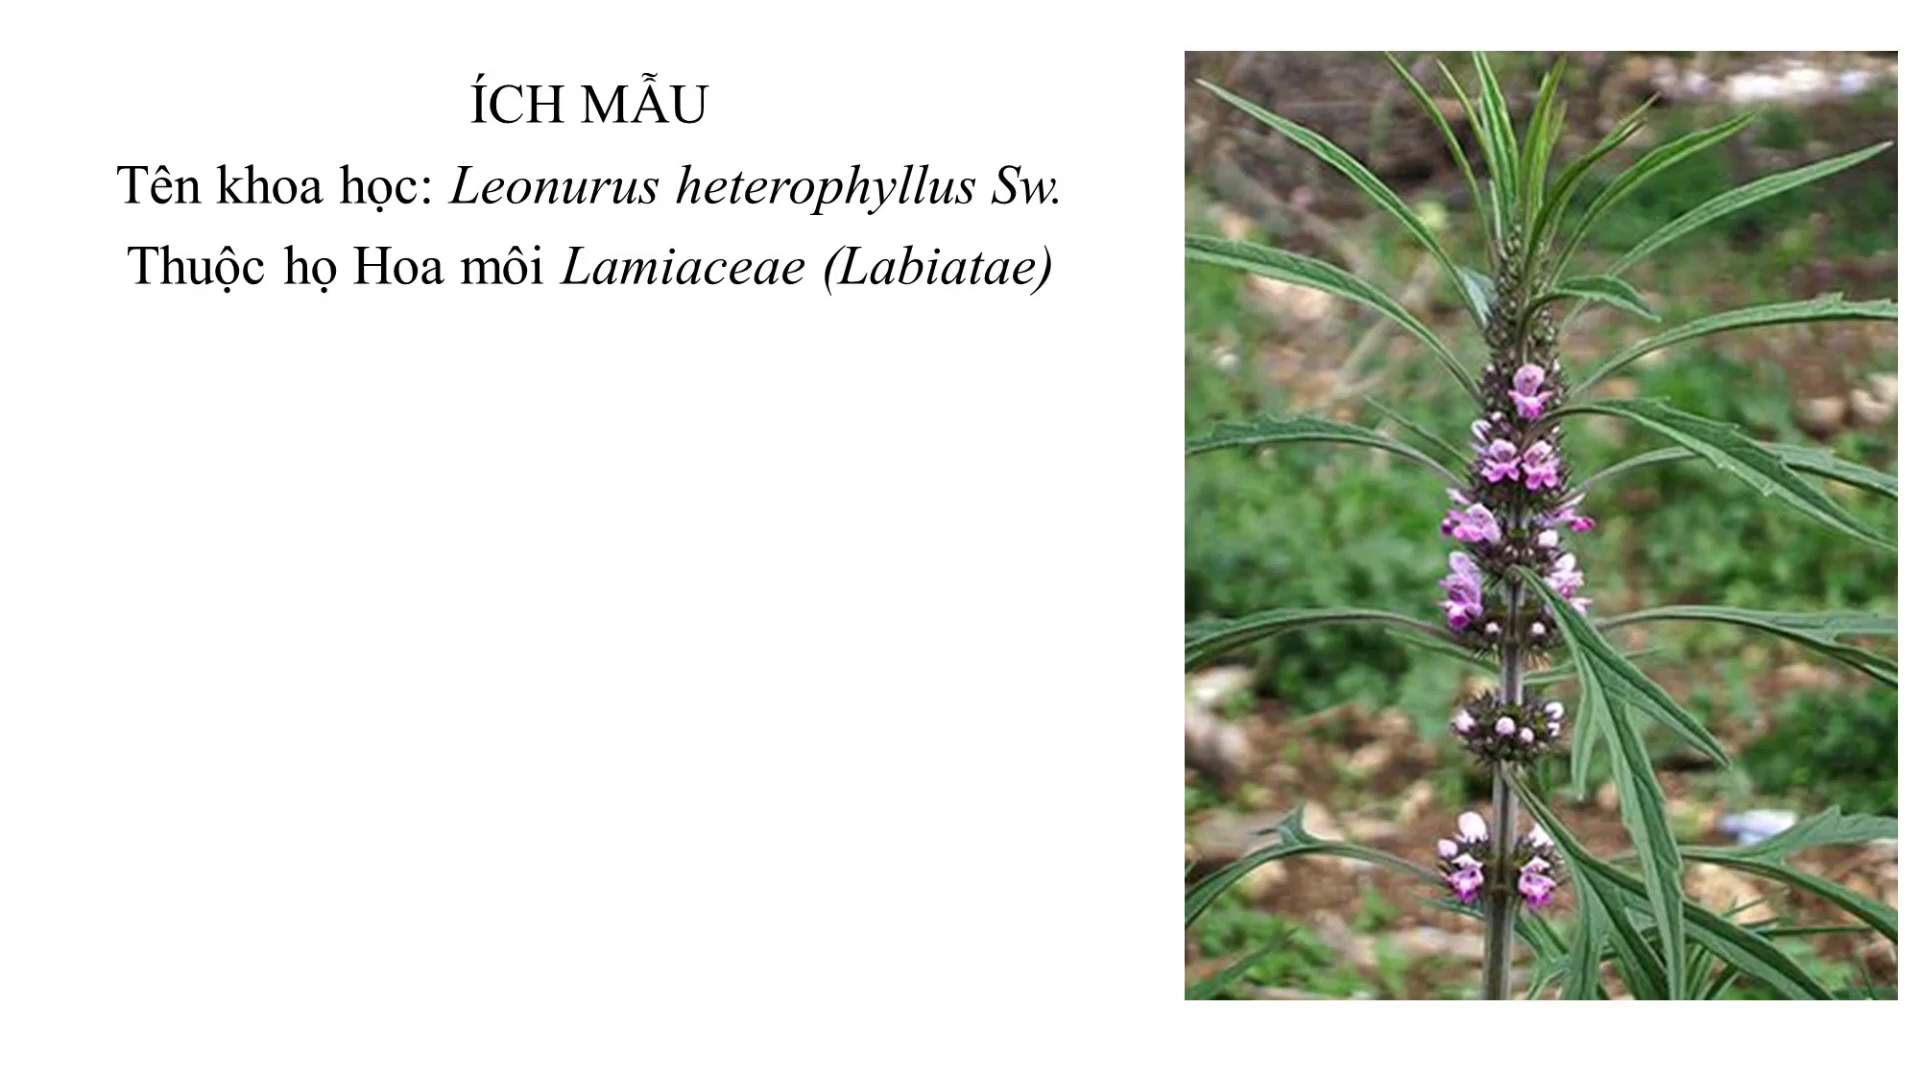 ÍCH MẪU
Tên khoa học: Leonurus heterophyllus Sw.
Thuộc họ Hoa môi Lamiaceae (Labiatae)